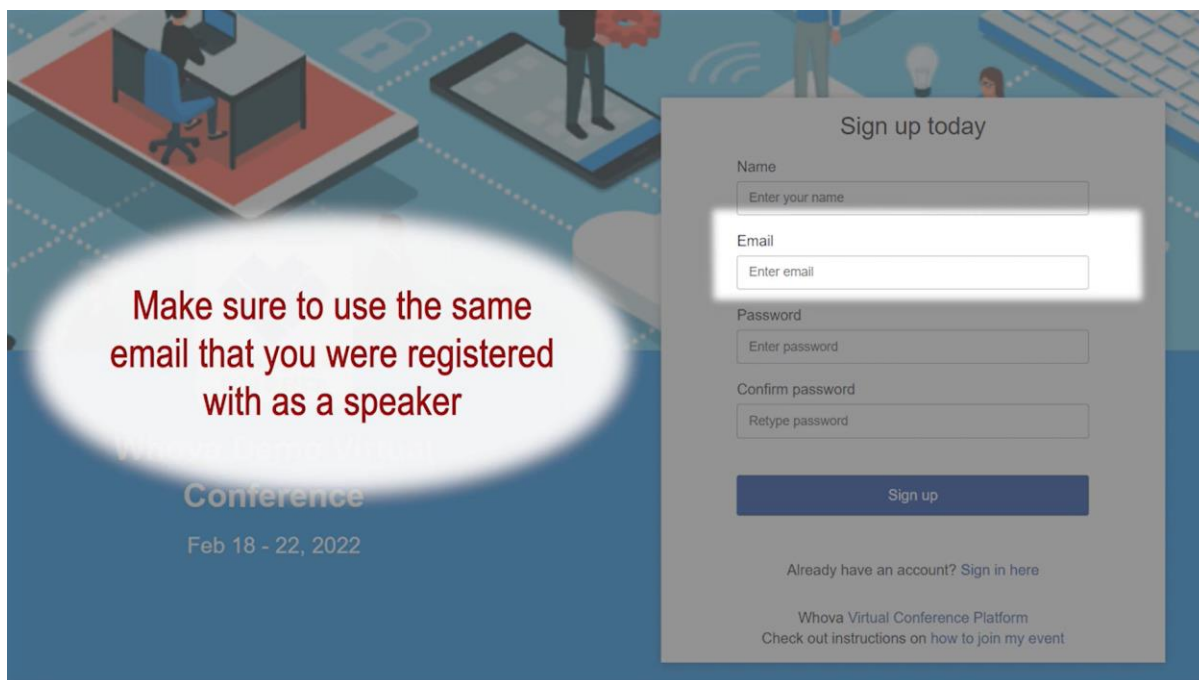 Make sure to use the same
email that you were registered
with as a speaker
Conference
Feb 18 - 22, 2022
Sign up today
Name
Enter your name
Email
Enter email
Password
Enter password
Confirm password
Retype password
Sign up
Already have an account? Sign in here
Whova Virtual Conference Platform
Check out instructions on how to join my event